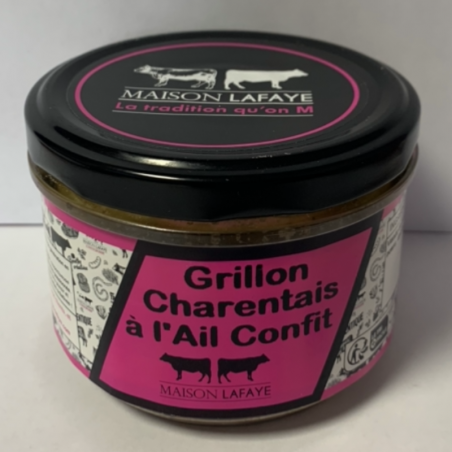 MAISON LAFAYE
La tradition qu'on M
Grillon
Charentais
à l'Ail Confit
MAISON LAFAYE